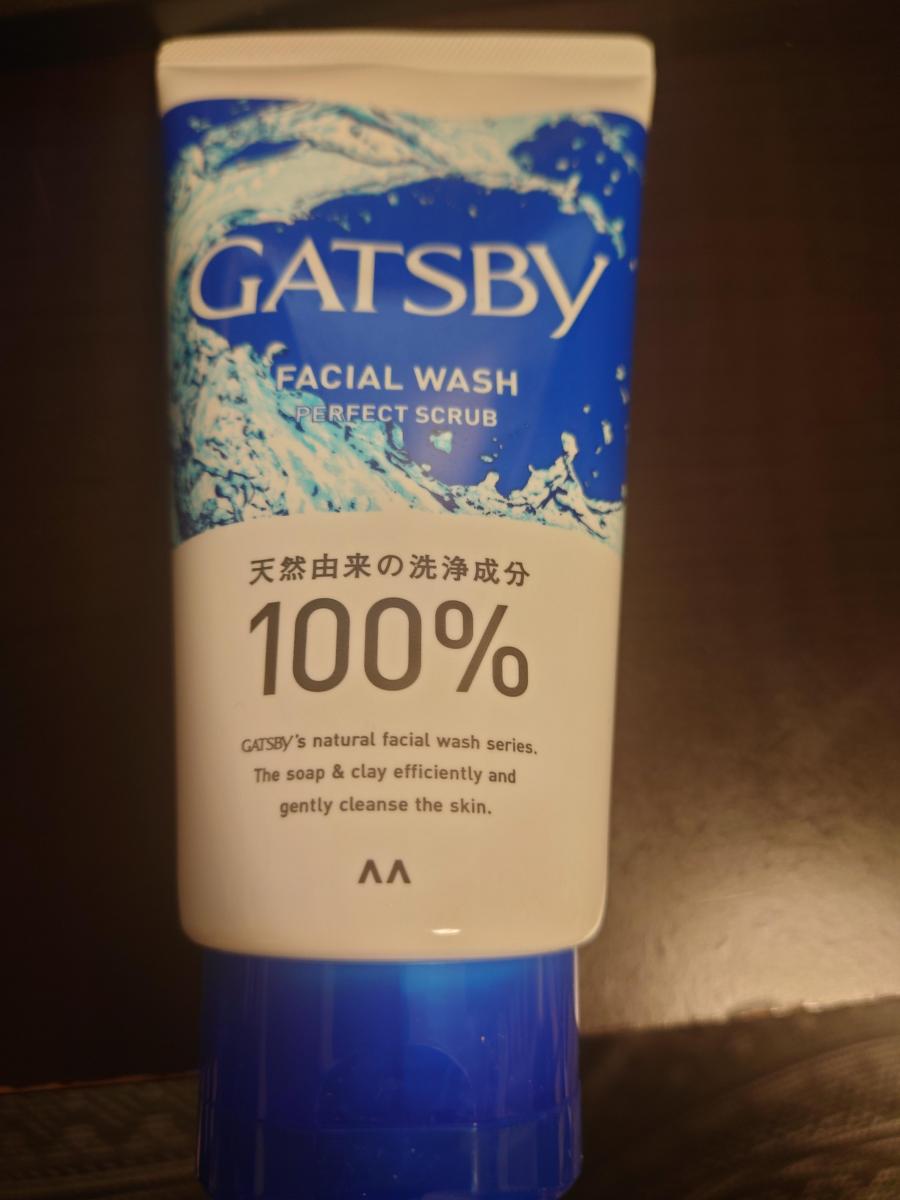 GATSBY
FACIAL WASH
PERFECT SCRUB
天然由来の洗浄成分
100%
GATSBY's natural facial wash series.
The soap & clay efficiently and
gently cleanse the skin.